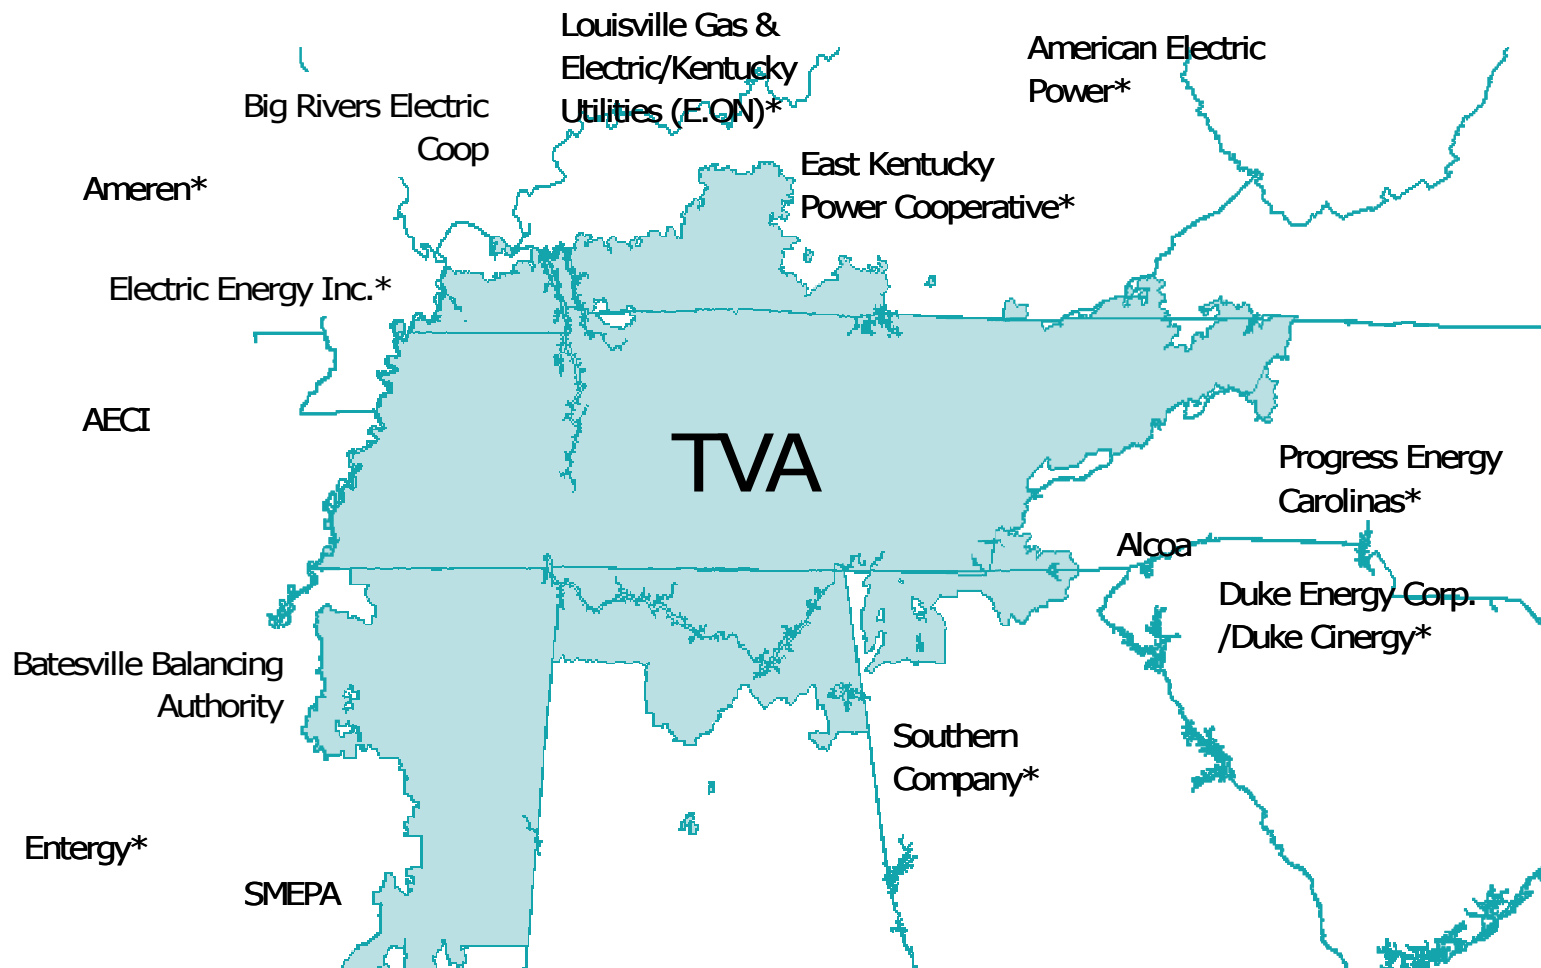 Louisville Gas &
Electric/Kentucky
Utilities (E.ON)*
American Electric
Power*
Big Rivers Electric
Coop
East Kentucky
Power Cooperative*
Ameren*
Electric Energy Inc.*
AECI
TVA
Progress Energy
Carolinas*
Alcoa
Duke Energy Corp.
/Duke Cinergy*
Batesville Balancing
Authority
Southern
Company*
Entergy*
SMEPA